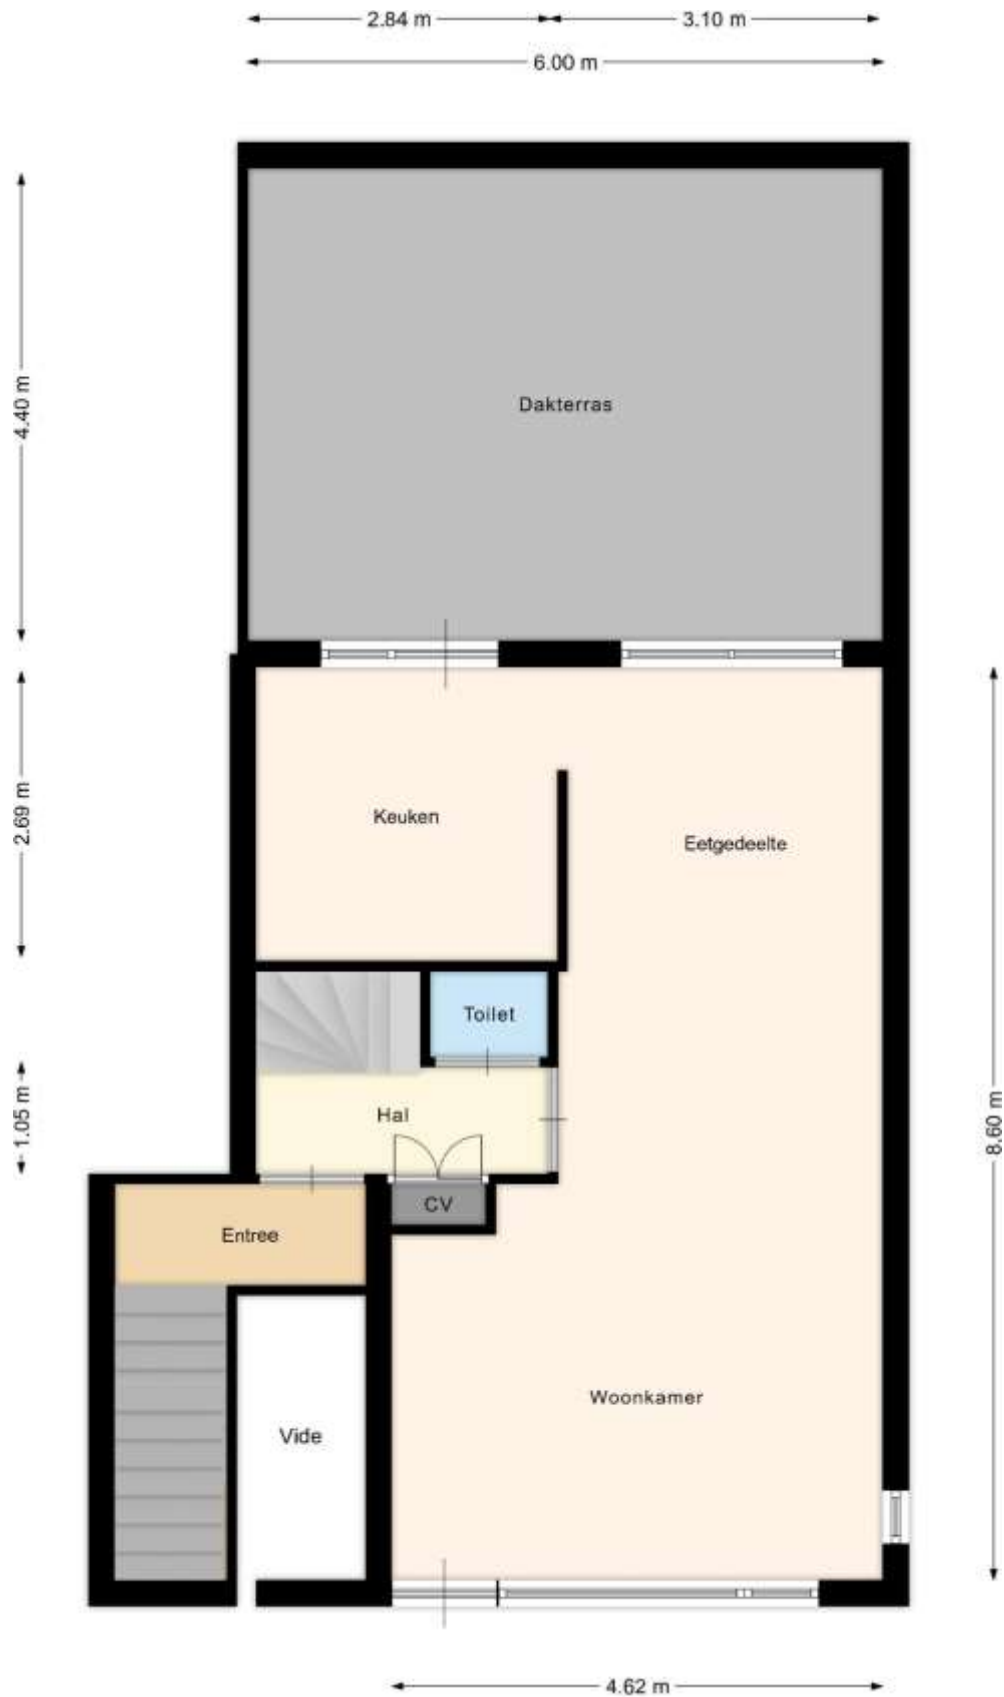 2.84 m
3.10 m
6.00 m
4.40 m
Dakterras
2.69 m
Keuken
Eetgedeelte
Toilet
1.05 m
Hal
8.60 m
CV
Entree
Woonkamer
Vide
4.62 m